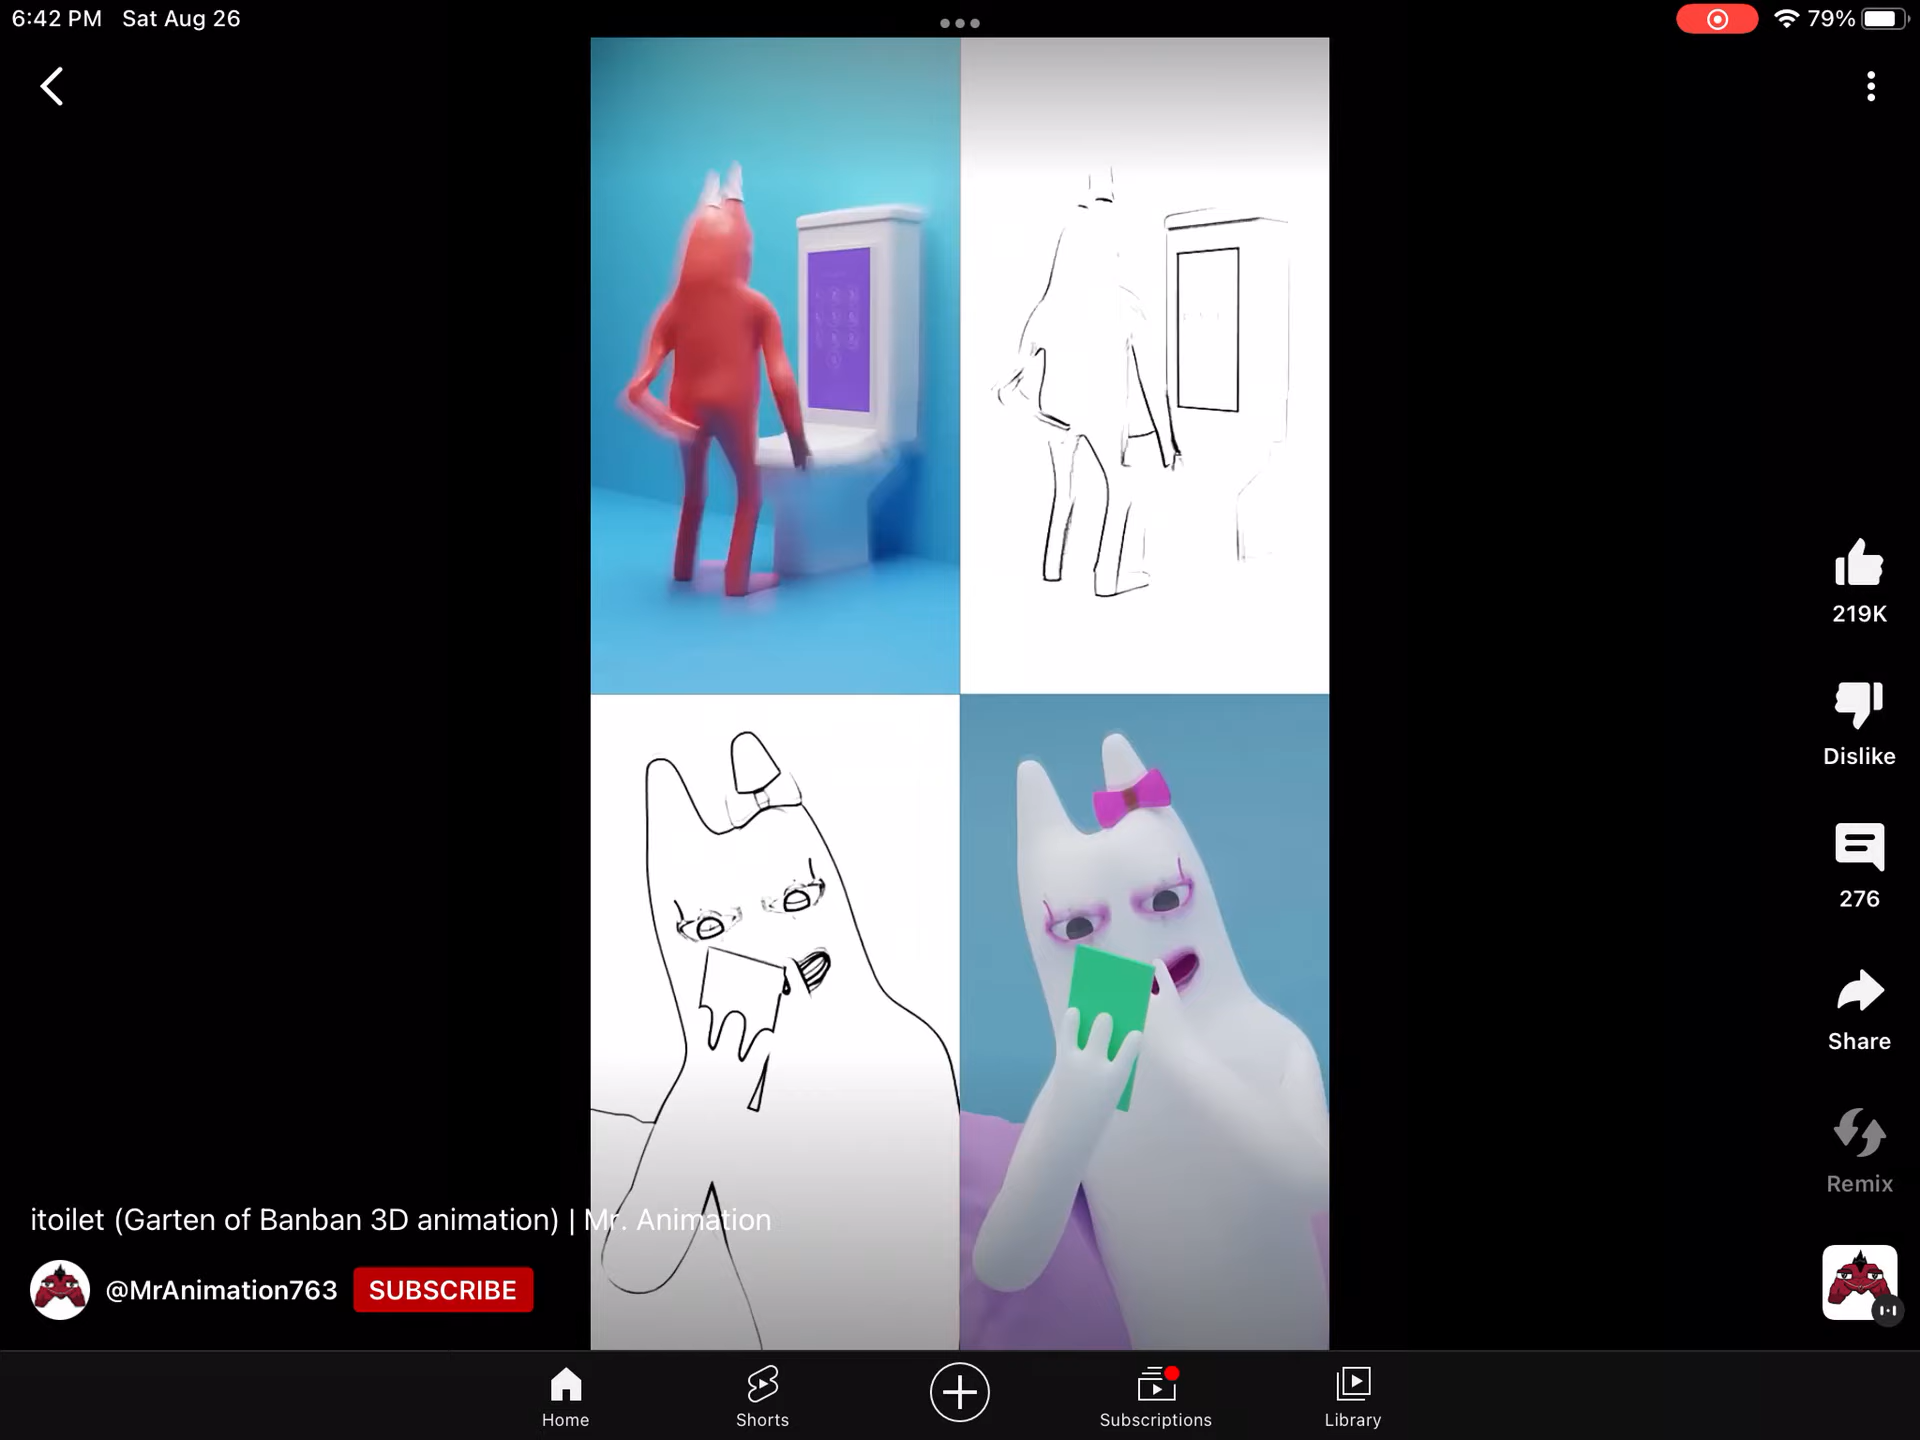 6:42 PM Sat Aug 26
79%
219K
Dislike
276
Share
Remix
itoilet (Garten of Banban 3D animation) | Mr. Animation
@MrAnimation763 SUBSCRIBE
Home Shorts Subscriptions Library